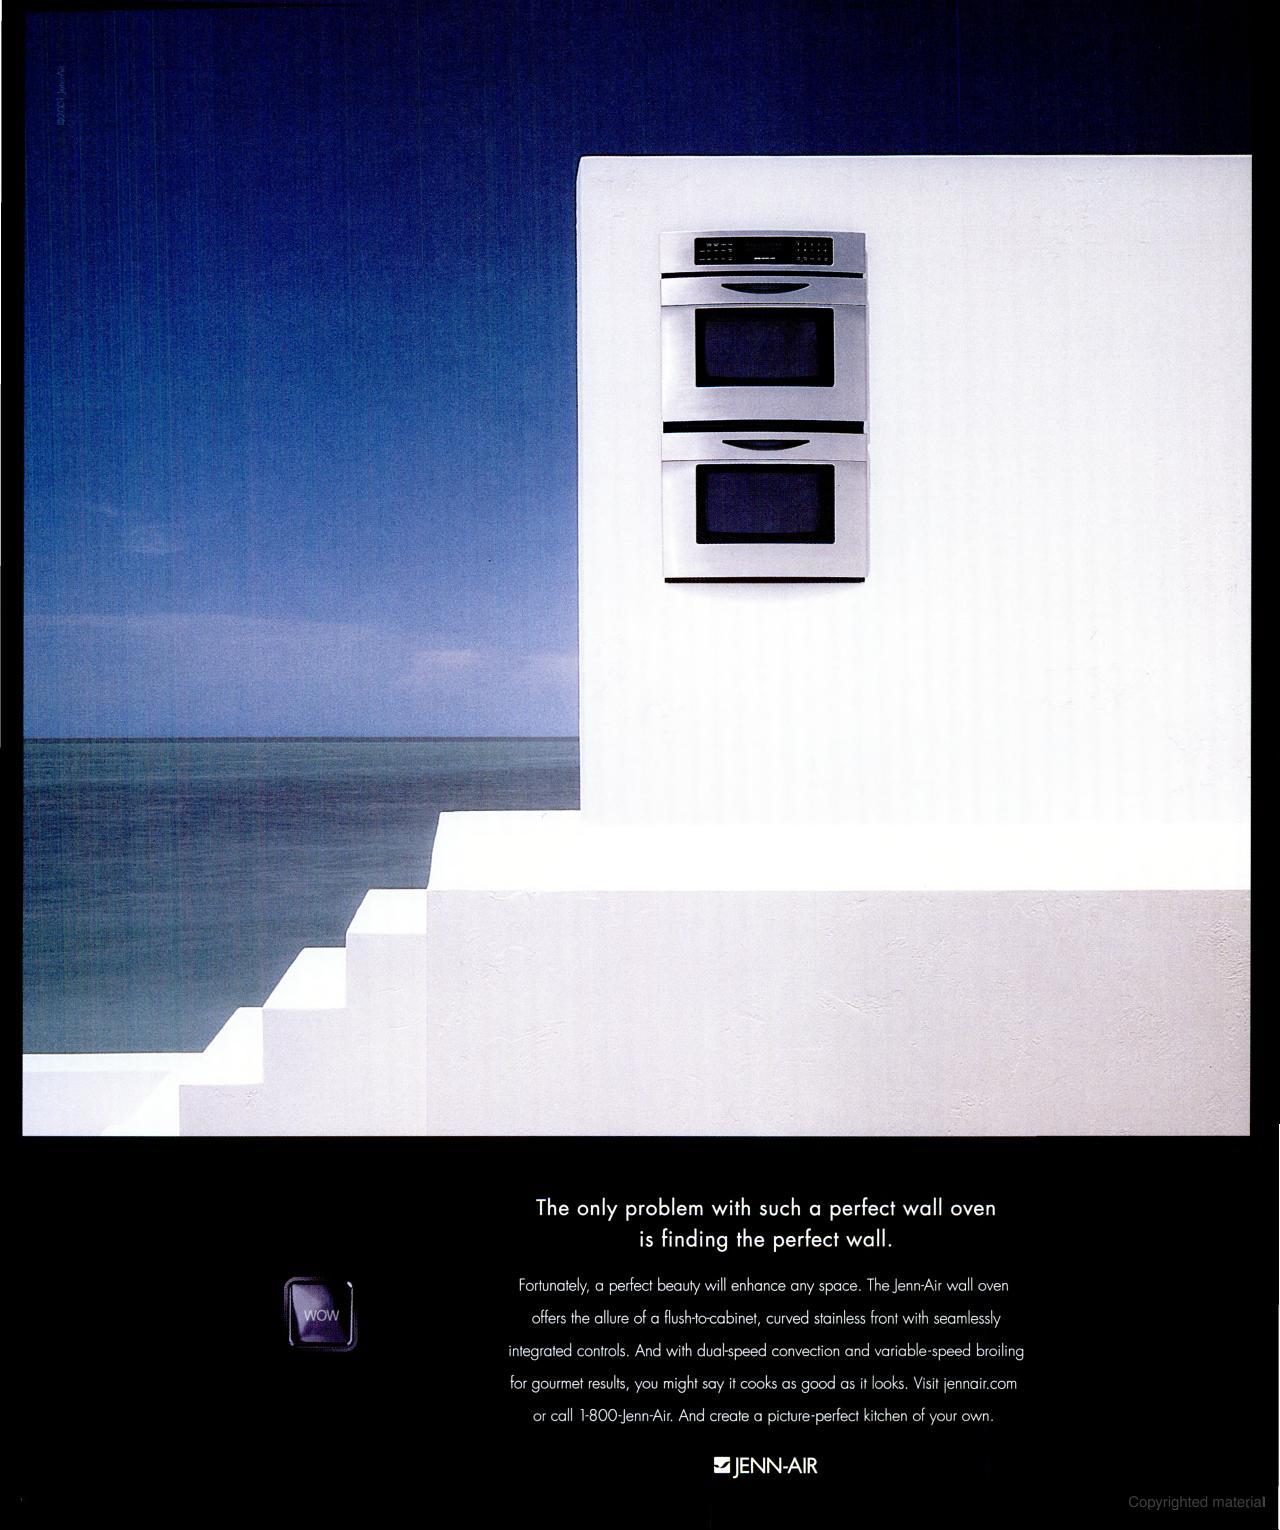 ©2003 Jenn-Air
The only problem with such a perfect wall oven
is finding the perfect wall.
Fortunately, a perfect beauty will enhance any space. The Jenn-Air wall oven
offers the allure of a flush-to-cabinet, curved stainless front with seamlessly
integrated controls. And with dual-speed convection and variable-speed broiling
for gourmet results, you might say it cooks as good as it looks. Visit jennair.com
or call 1-800-Jenn-Air. And create a picture-perfect kitchen of your own.
WOW
JENN-AIR
Copyrighted material